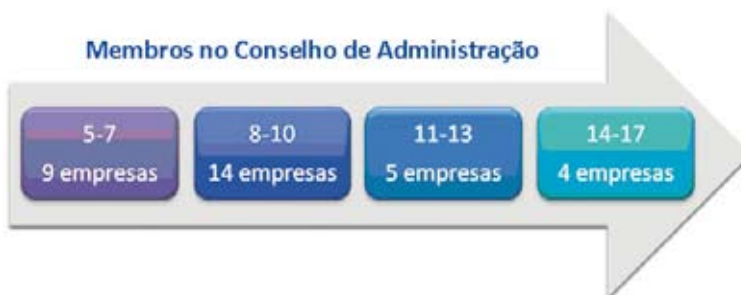 Membros no Conselho de Administração
5-7
9 empresas
8-10
14 empresas
11-13
5 empresas
14-17
4 empresas